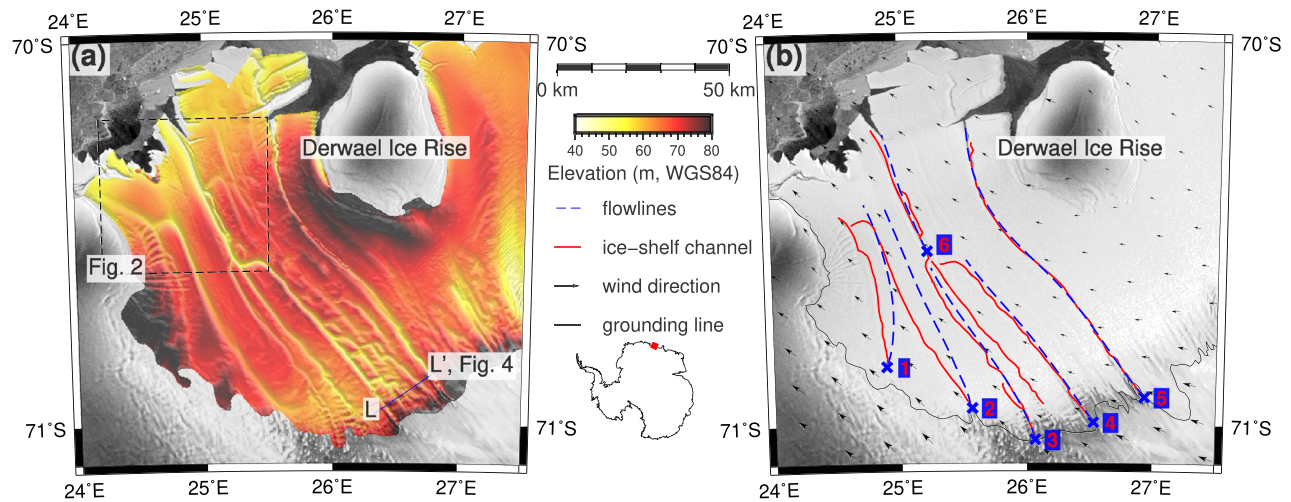 24°E 25°E 26°E 27°E
70°S 70°S
(a)
Derwael Ice Rise
Fig. 2
L', Fig. 4
L
71°S 71°S
24°E 25°E 26°E 27°E
0 km 50 km
40 50 60 70 80
Elevation (m, WGS84)
flowlines
ice−shelf channel
wind direction
grounding line
24°E 25°E 26°E 27°E
70°S
(b)
Derwael Ice Rise
6
1
2
3
4
5
71°S
24°E 25°E 26°E 27°E